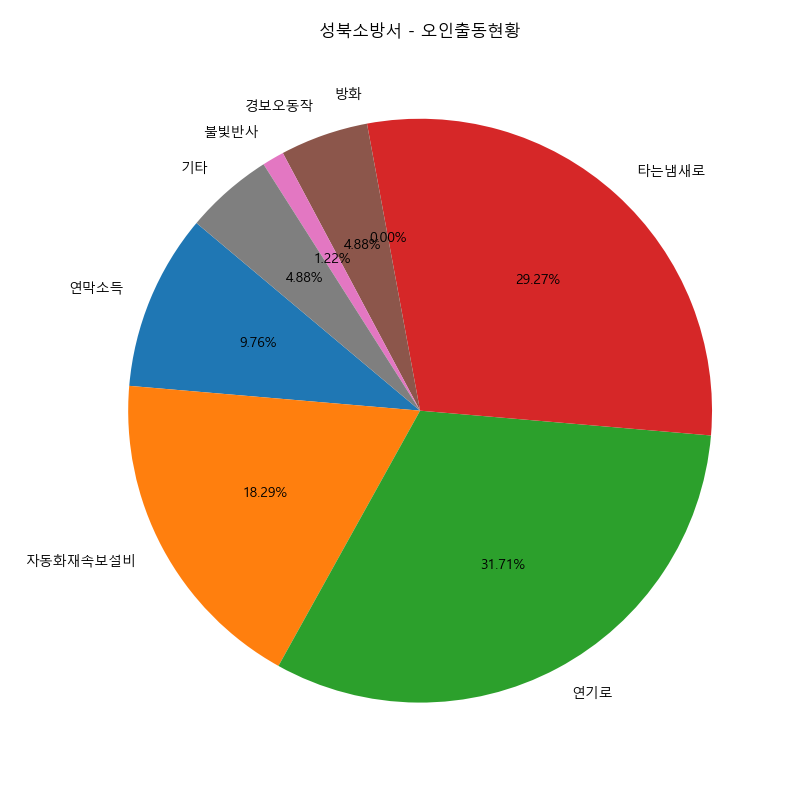 성북소방서 - 오인출동현황
방화
경보오동작
불빛반사
기타
타는냄새로
연막소득
자동화재속보설비
연기로
0.00%
4.88%
1.22%
4.88%
29.27%
9.76%
18.29%
31.71%